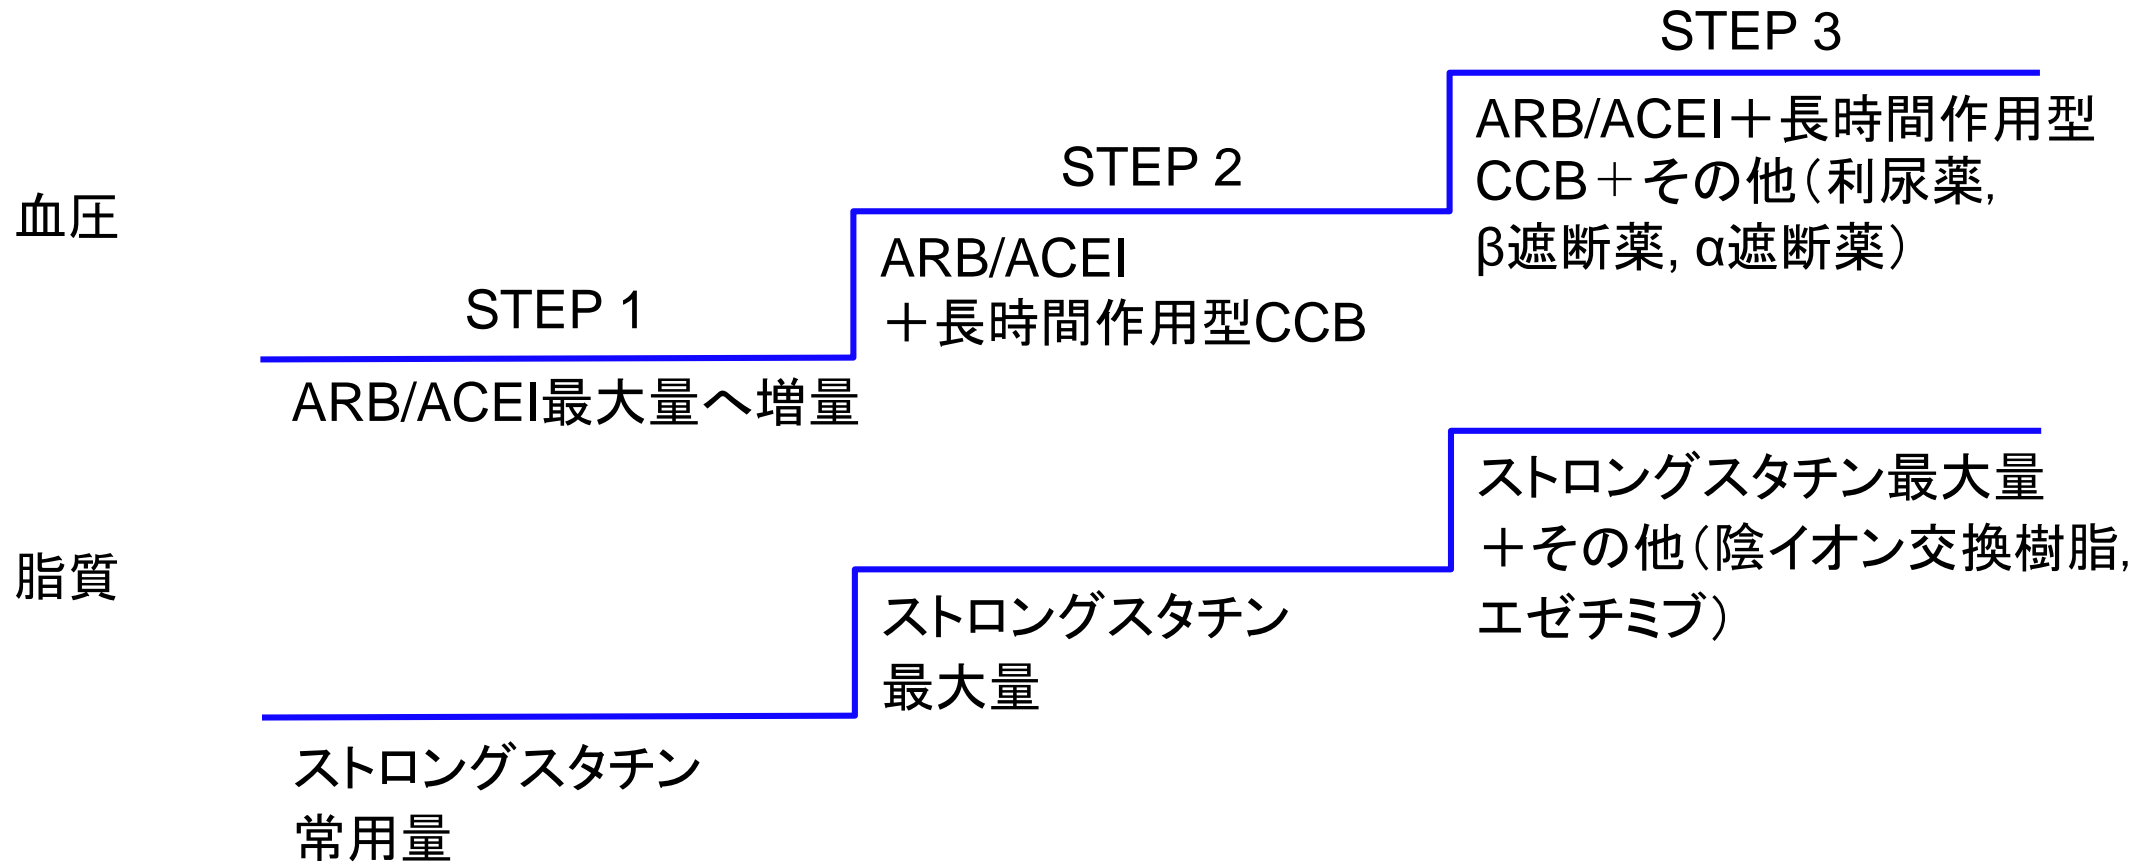 STEP 3
ARB/ACEI＋長時間作用型
CCB＋その他（利尿薬,
β遮断薬, α遮断薬）
STEP 2
ARB/ACEI
＋長時間作用型CCB
血圧
STEP 1
ARB/ACEI最大量へ増量
脂質
ストロングスタチン最大量
＋その他（陰イオン交換樹脂,
エゼチミブ）
ストロングスタチン
最大量
ストロングスタチン
常用量